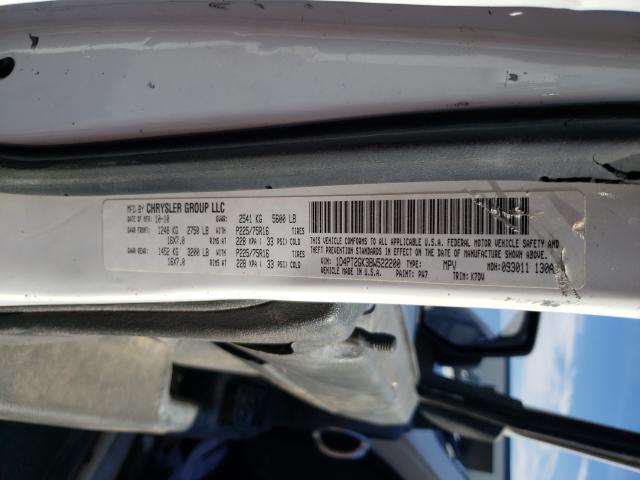 MFD BY CHRYSLER GROUP LLC
DATE OF MFR 10-10 GVWR: 2541 KG 5600 LB
GAWR FRONT: 1248 KG 2750 LB WITH P225/75R16 TIRES
16X7.0 RIMS AT 228 KPA( 33 PSI) COLD
GAWR REAR: 1452 KG 3200 LB WITH P225/75R16 TIRES
16X7.0 RIMS AT 228 KPA( 33 PSI) COLD
THIS VEHICLE CONFORMS TO ALL APPLICABLE U.S.A. FEDERAL MOTOR VEHICLE SAFETY AND
THEFT PREVENTION STANDARDS IN EFFECT ON THE DATE OF MANUFACTURE SHOWN ABOVE.
VIN: 1D4PT2GK3BW522200 TYPE: MPV MDH:093011 130A
VEHICLE MADE IN U.S.A. PAINT: PW7 TRIM: K7DV